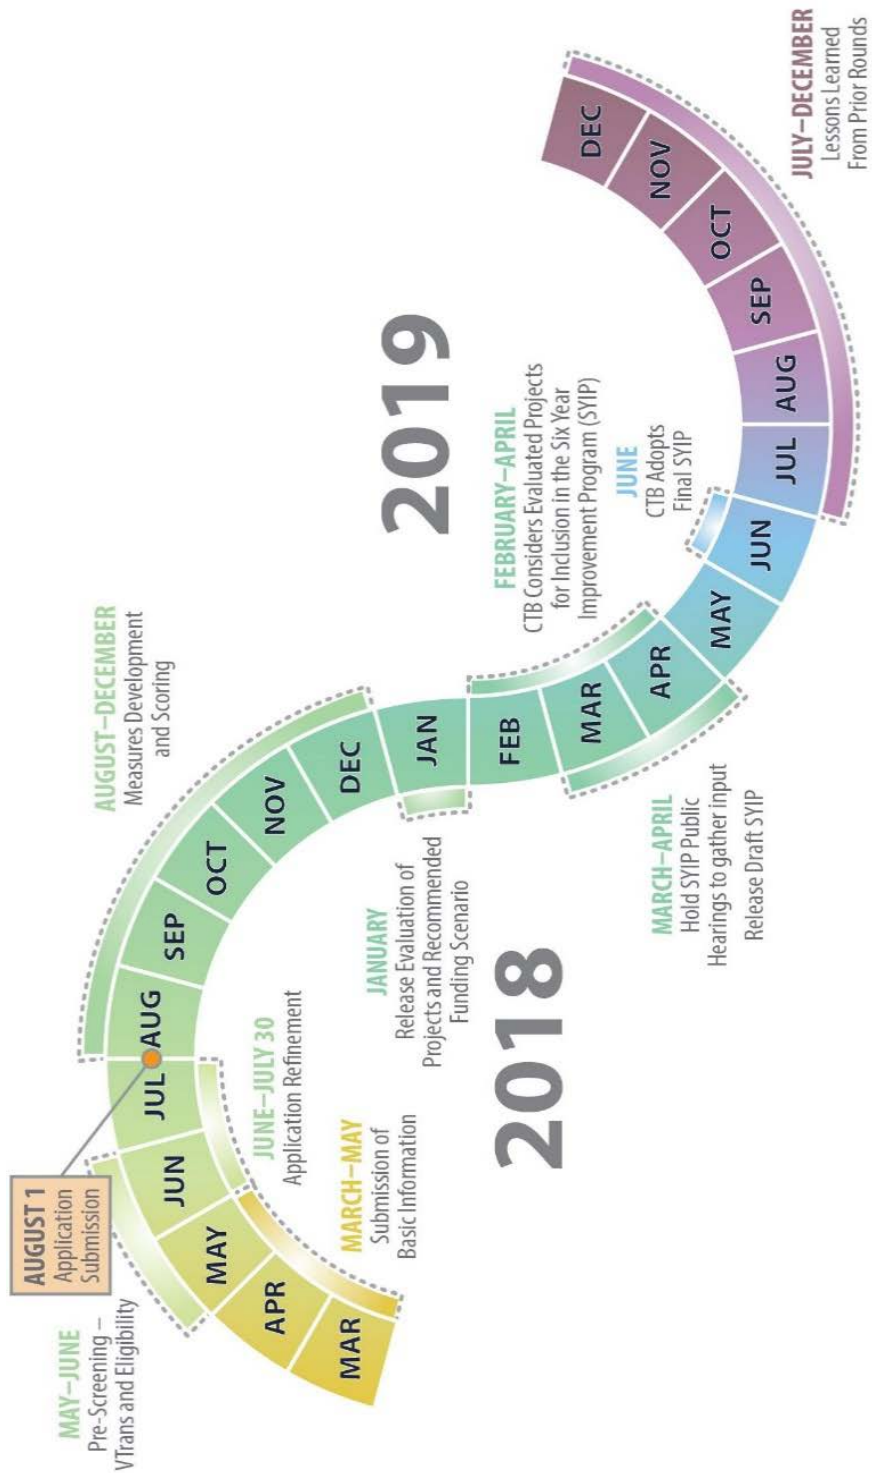 MAY–JUNE
Pre-Screening –
VTrans and Eligibility
AUGUST 1
Application
Submission
AUGUST–DECEMBER
Measures Development
and Scoring
MAR
APR
MAY
JUN
JUL
AUG
SEP
OCT
NOV
DEC
MARCH–MAY
Submission of
Basic Information
JUNE–JULY 30
Application Refinement
2018
JANUARY
Release Evaluation of
Projects and Recommended
Funding Scenario
2019
JAN
FEB
MAR
APR
MAY
JUN
JUL
AUG
SEP
OCT
NOV
DEC
FEBRUARY–APRIL
CTB Considers Evaluated Projects
for Inclusion in the Six Year
Improvement Program (SYIP)
JUNE
CTB Adopts
Final SYIP
MARCH–APRIL
Hold SYIP Public
Hearings to gather input
Release Draft SYIP
JULY–DECEMBER
Lessons Learned
From Prior Rounds